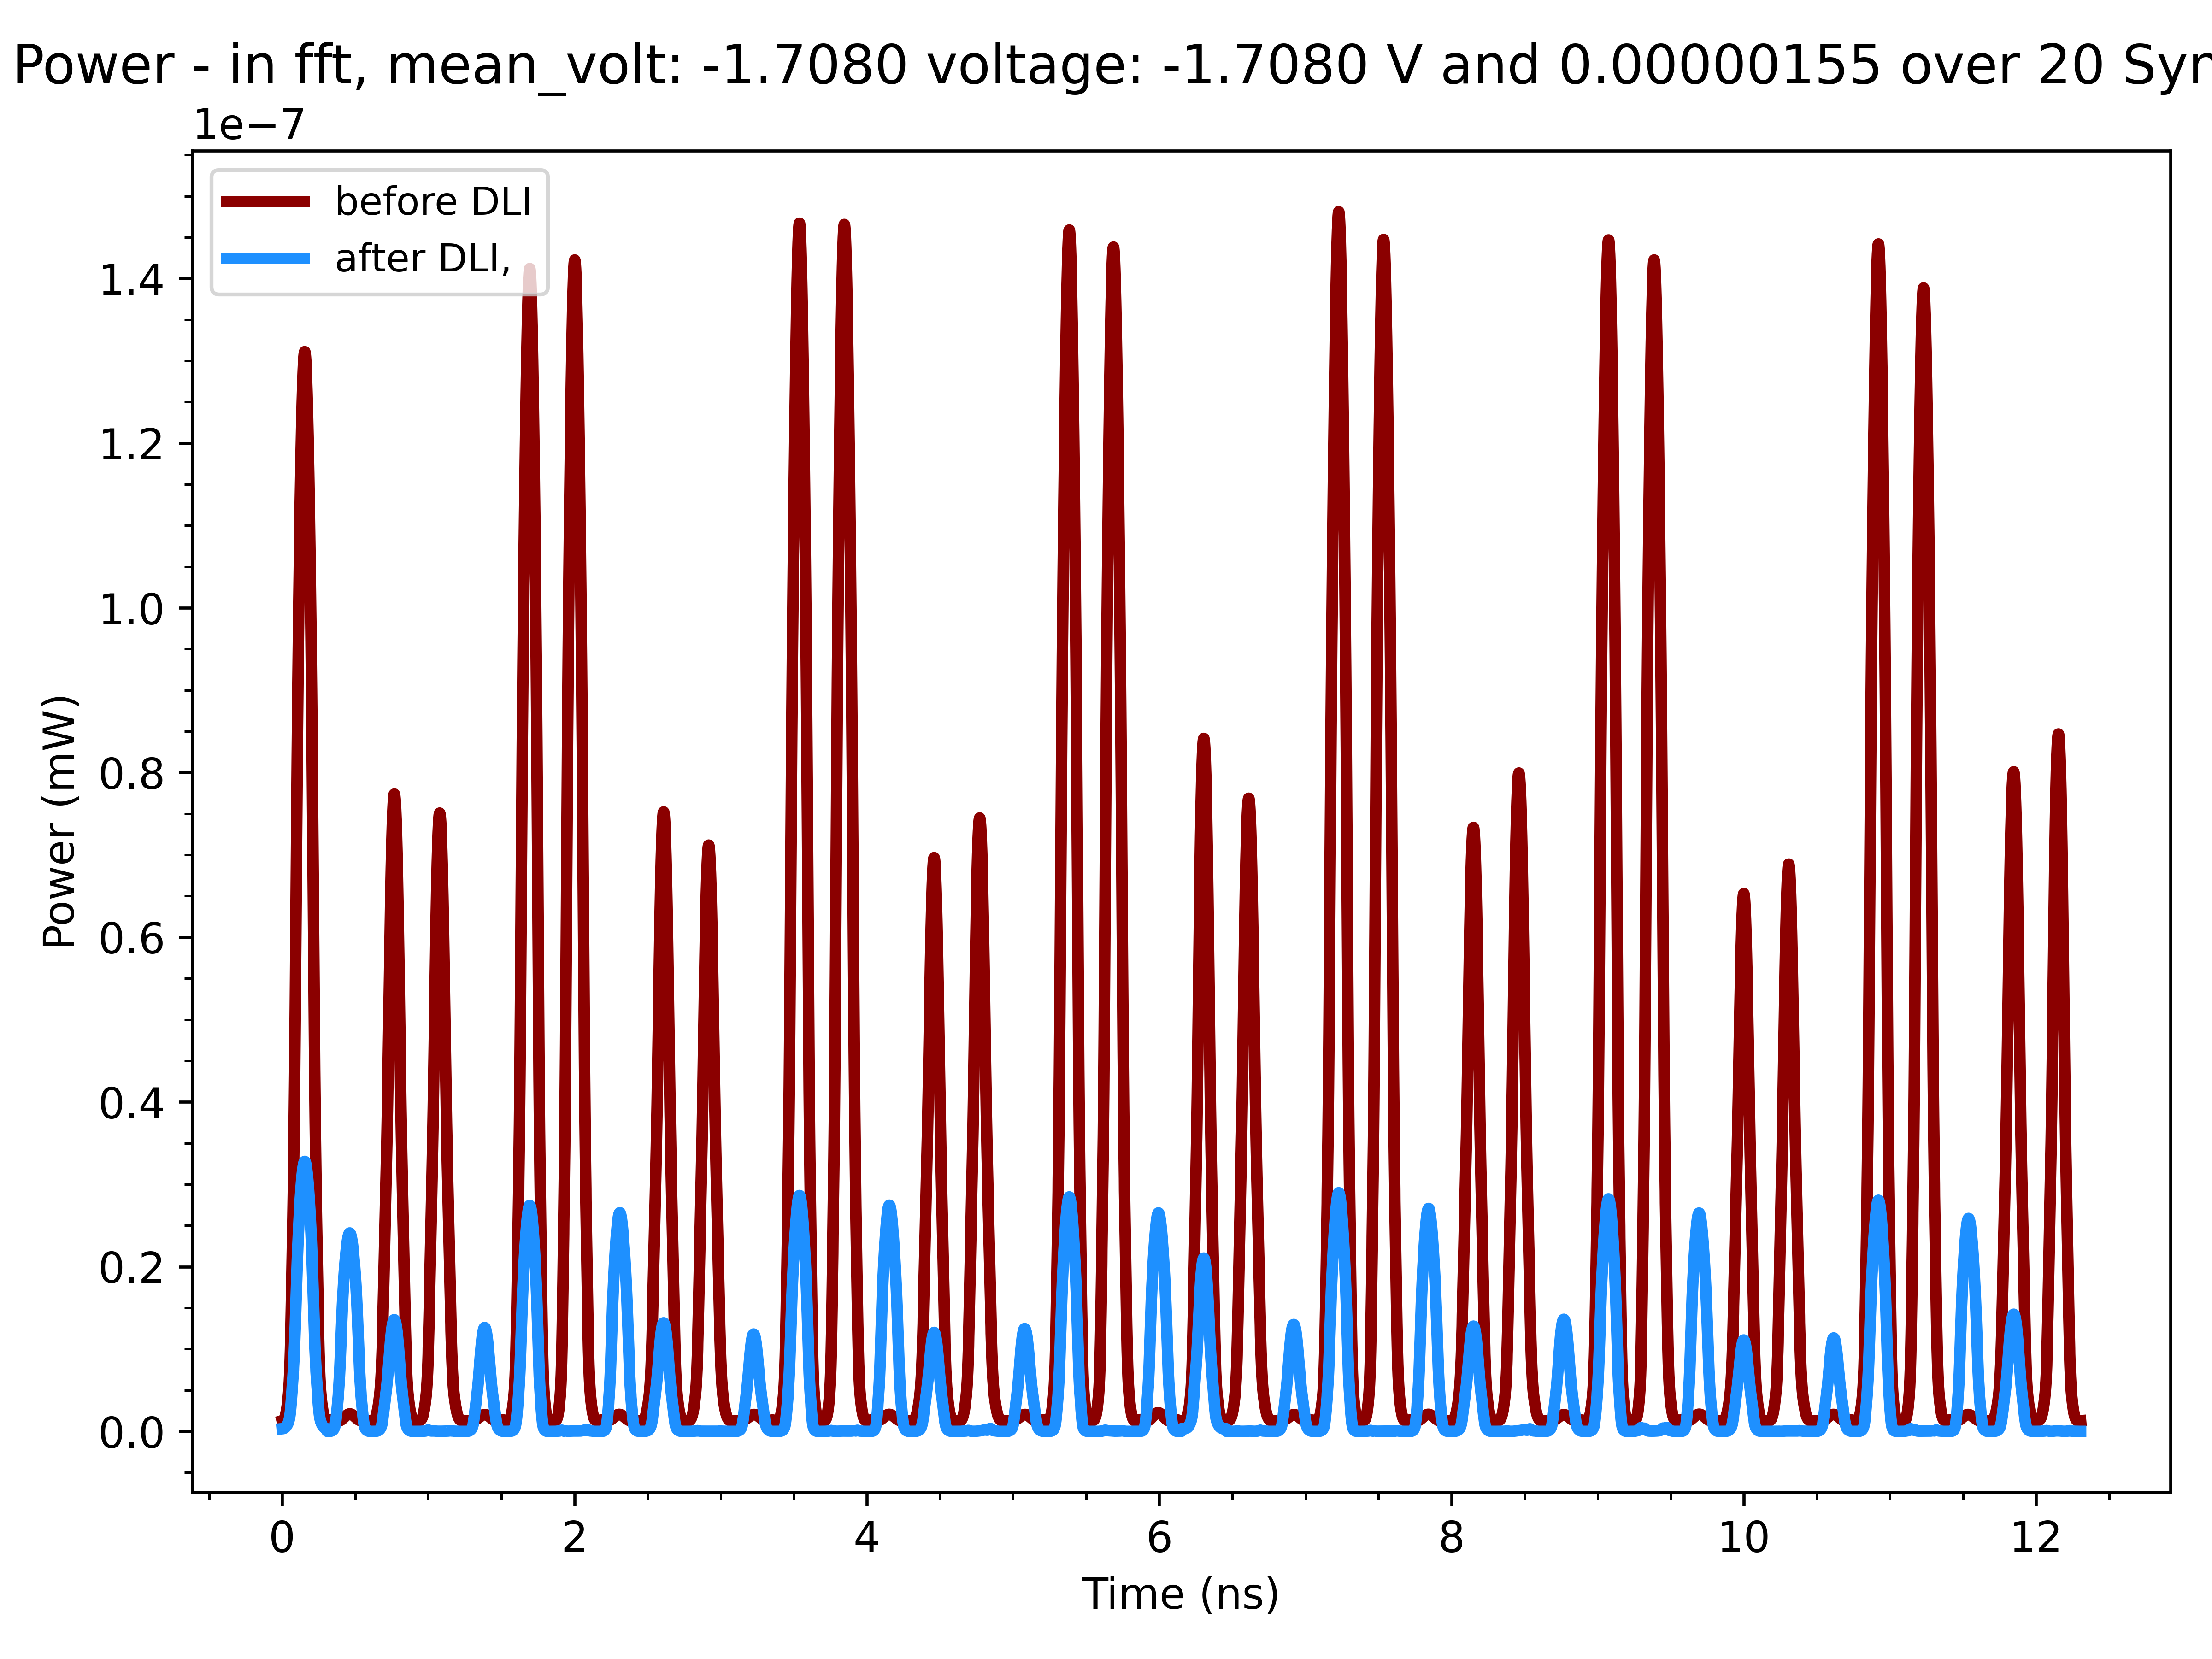 Power - in fft, mean_volt: -1.7080 voltage: -1.7080 V and 0.00000155 over 20
1e−7
before DLI
after DLI,
1.4
1.2
1.0
0.8
0.6
0.4
0.2
0.0
Power (mW)
0 2 4 6 8 10 12
Time (ns)